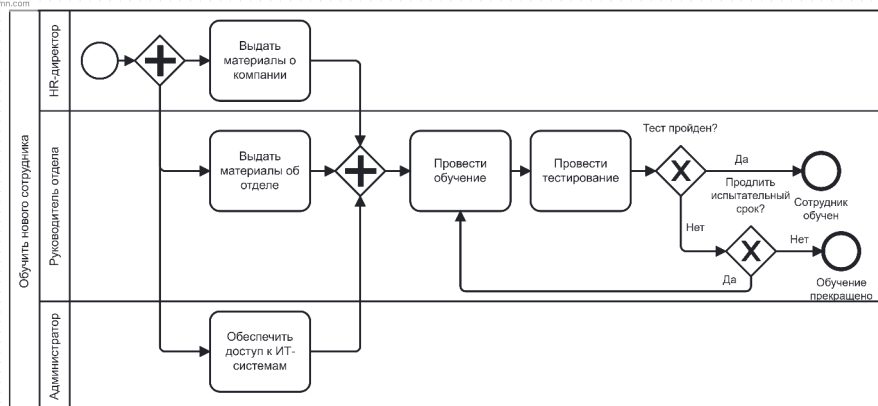 mn.com
Обучить нового сотрудника
HR-директор
Выдать
материалы о
компании
Руководитель отдела
Выдать
материалы об
отделе
Провести
обучение
Провести
тестирование
Тест пройден?
Да
Сотрудник
обучен
Нет
Продлить
испытательный
срок?
Нет
Обучение
прекращено
Да
Администратор
Обеспечить
доступ к ИТ-
системам